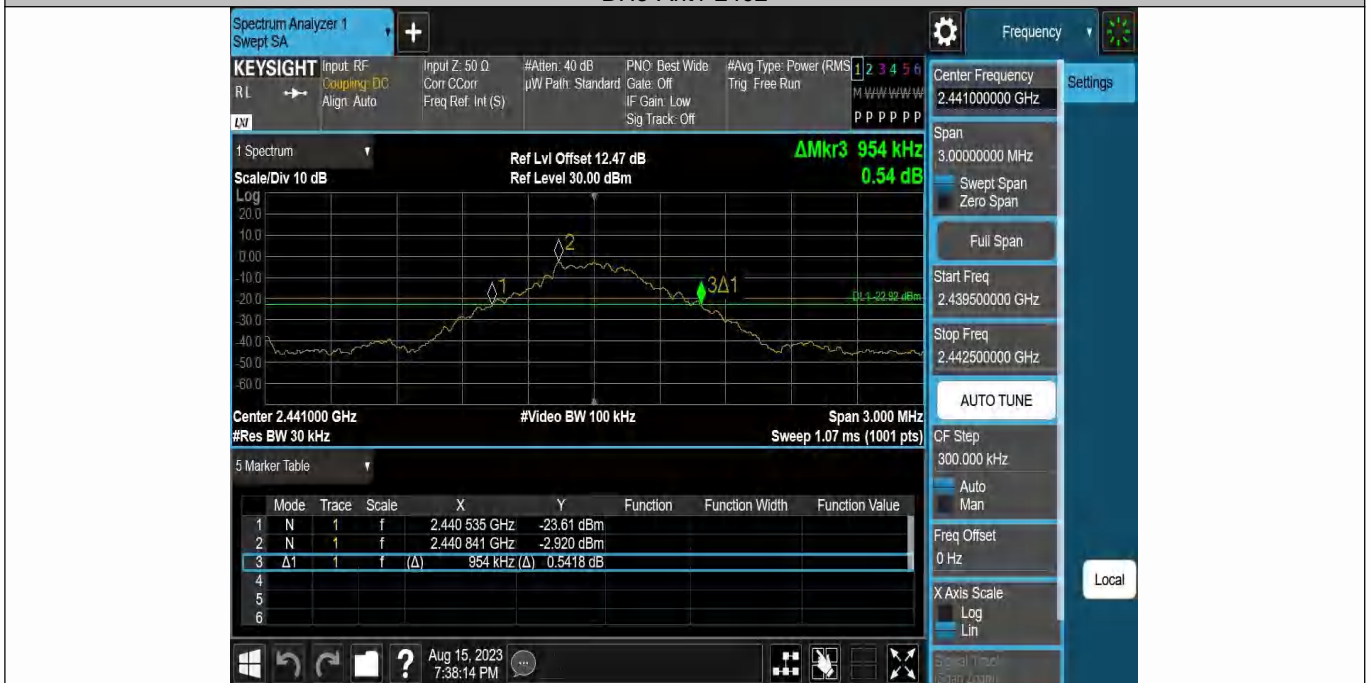 Spectrum Analyzer 1
Swept SA
+
Frequency
KEYSIGHT
RL
LXI
Input: RF
Coupling: DC
Align: Auto
Input Z: 50 Ω
Corr CCorr
Freq Ref: Int (S)
#Atten: 40 dB
µW Path: Standard
PNO: Best Wide
Gate: Off
IF Gain: Low
Sig Track: Off
#Avg Type: Power (RMS
Trig: Free Run
1 2 3 4 5 6
M W W W W W
P P P P P P
1 Spectrum
Scale/Div 10 dB
Ref Lvl Offset 12.47 dB
Ref Level 30.00 dBm
ΔMkr3 954 kHz
0.54 dB
Log
20.0
10.0
0.00
-10.0
-20.0
-30.0
-40.0
-50.0
-60.0
1
2
3Δ1
DL1 -22.92 dBm
Center 2.441000 GHz
#Video BW 100 kHz
Span 3.000 MHz
#Res BW 30 kHz
Sweep 1.07 ms (1001 pts)
5 Marker Table
Mode Trace Scale X Y Function Function Width Function Value
1 N 1 f 2.440 535 GHz -23.61 dBm
2 N 1 f 2.440 841 GHz -2.920 dBm
3 Δ1 1 f (Δ) 954 kHz (Δ) 0.5418 dB
4
5
6
Aug 15, 2023
7:38:14 PM
?
Center Frequency
2.441000000 GHz
Settings
Span
3.00000000 MHz
Swept Span
Zero Span
Full Span
Start Freq
2.439500000 GHz
Stop Freq
2.442500000 GHz
AUTO TUNE
CF Step
300.000 kHz
Auto
Man
Freq Offset
0 Hz
X Axis Scale
Log
Lin
Local
Signal Track
(Span Zoom)